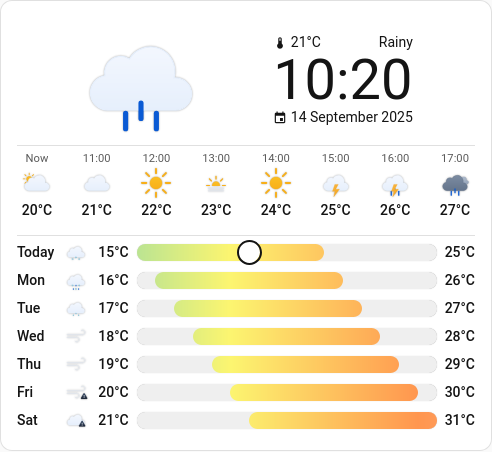 21°C Rainy
10:20
14 September 2025
Now 11:00 12:00 13:00 14:00 15:00 16:00 17:00
20°C 21°C 22°C 23°C 24°C 25°C 26°C 27°C
Today 15°C 25°C
Mon 16°C 26°C
Tue 17°C 27°C
Wed 18°C 28°C
Thu 19°C 29°C
Fri 20°C 30°C
Sat 21°C 31°C